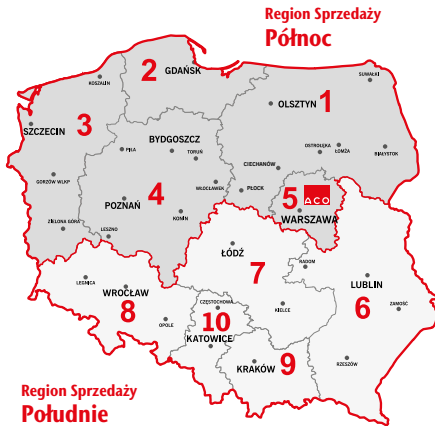 Region Sprzedaży
Północ
SUWAŁKI
KOSZALIN
2 GDAŃSK
1
OLSZTYN
SZCZECIN
3
BYDGOSZCZ
PIŁA
TORUŃ
OSTROŁĘKA
ŁOMŻA
BIAŁYSTOK
CIECHANÓW
GORZÓW WLKP
WŁOCŁAWEK
PŁOCK
4
5 ACO
POZNAŃ
KONIN
WARSZAWA
ZIELONA GÓRA
LESZNO
ŁÓDŹ
7
RADOM
LUBLIN
LEGNICA
WROCŁAW
6
ZAMOŚĆ
8
CZĘSTOCHOWA
KIELCE
OPOLE
10
KATOWICE
KRAKÓW 9
RZESZÓW
Region Sprzedaży
Południe